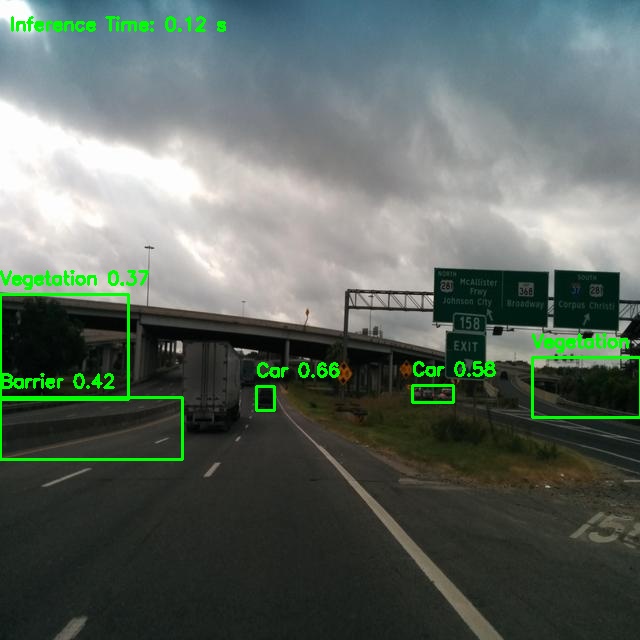 Inference Time: 0.12 s
Vegetation 0.37
Barrier 0.42
Car 0.66
Car 0.58
Vegetation
NORTH
281
McAllister
Frwy
Johnson City
368
Broadway
SOUTH
37
281
Corpus Christi
158
EXIT